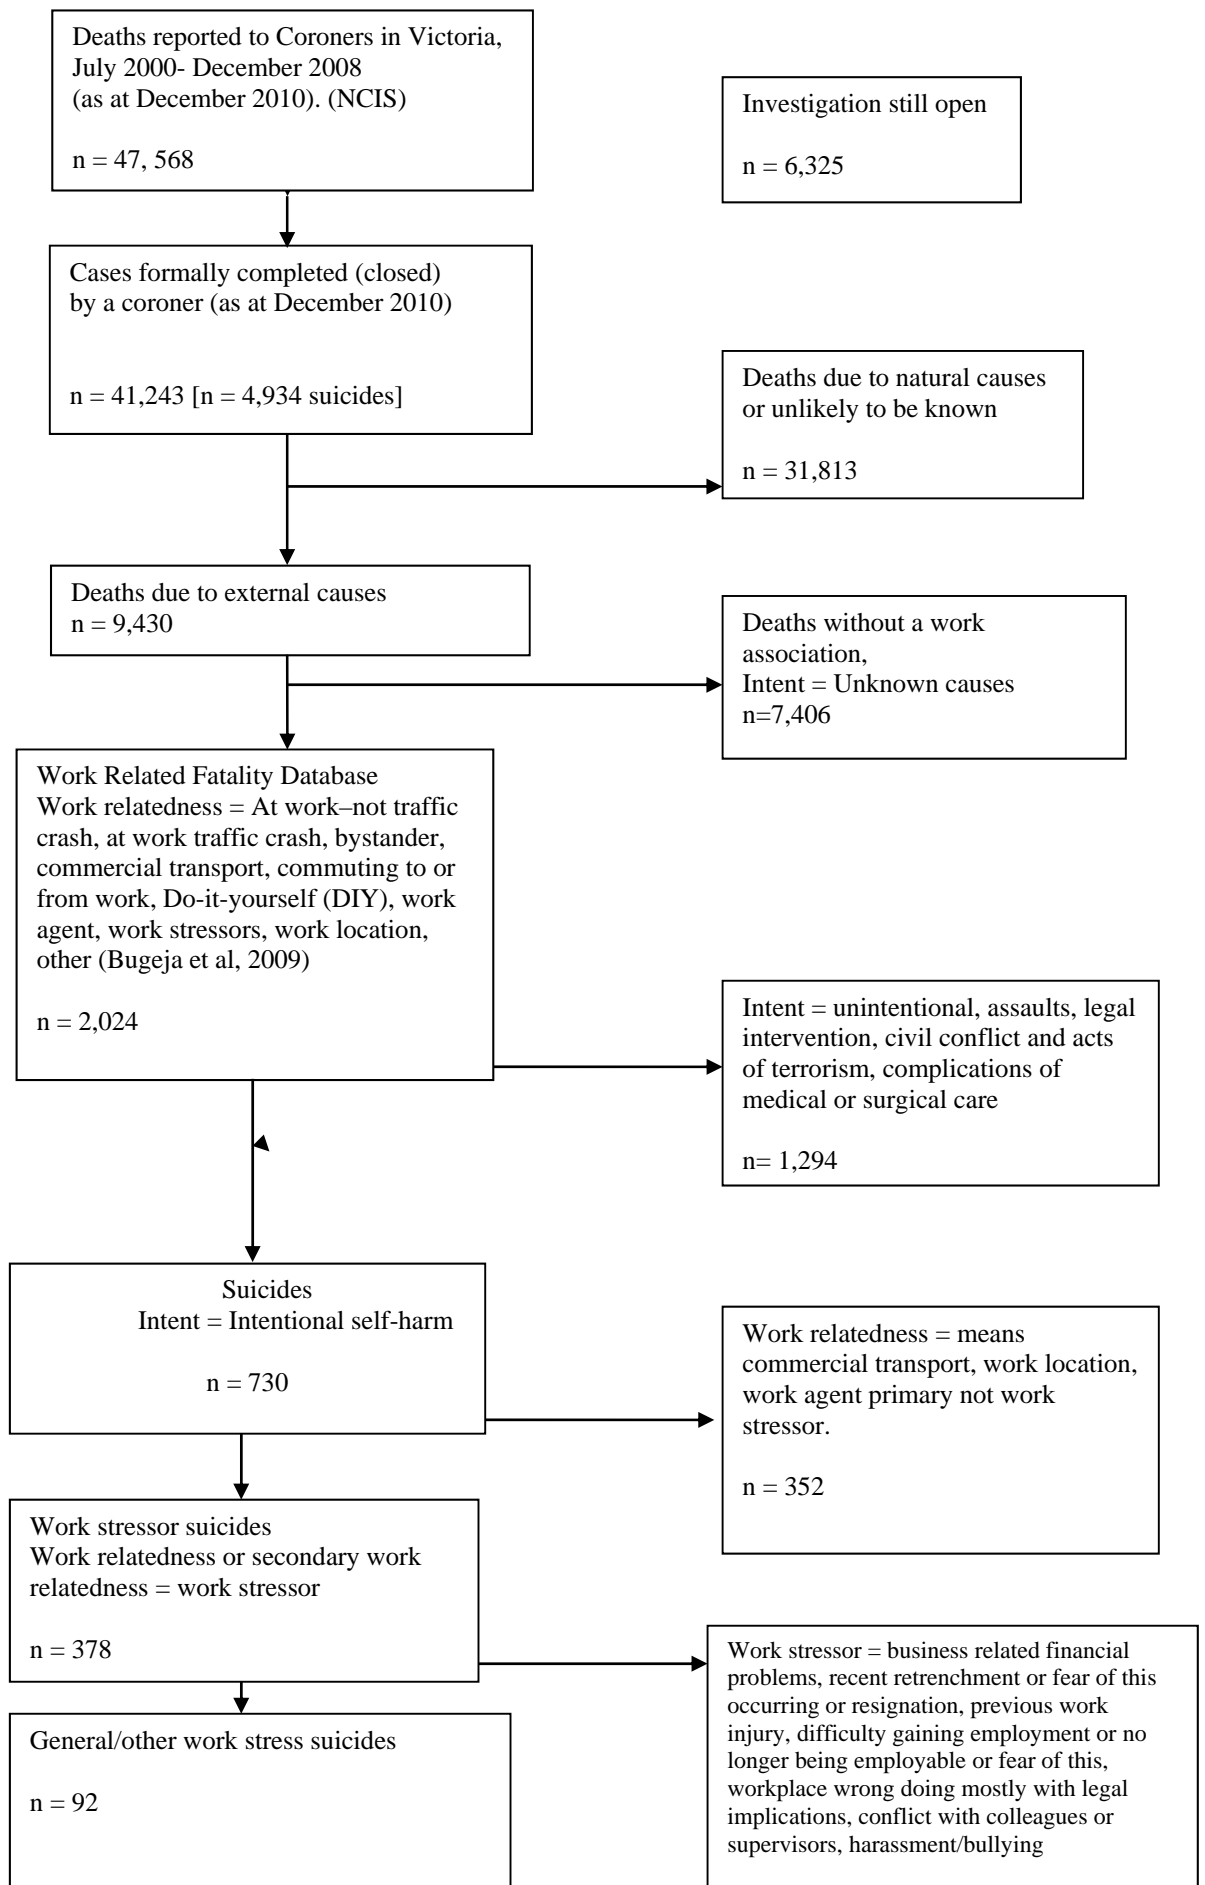 Deaths reported to Coroners in Victoria,
July 2000- December 2008
(as at December 2010). (NCIS)
n = 47, 568
Investigation still open
n = 6,325
Cases formally completed (closed)
by a coroner (as at December 2010)
n = 41,243 [n = 4,934 suicides]
Deaths due to natural causes
or unlikely to be known
n = 31,813
Deaths due to external causes
n = 9,430
Deaths without a work
association,
Intent = Unknown causes
n=7,406
Work Related Fatality Database
Work relatedness = At work–not traffic
crash, at work traffic crash, bystander,
commercial transport, commuting to or
from work, Do-it-yourself (DIY), work
agent, work stressors, work location,
other (Bugeja et al, 2009)
n = 2,024
Intent = unintentional, assaults, legal
intervention, civil conflict and acts
of terrorism, complications of
medical or surgical care
n= 1,294
Suicides
Intent = Intentional self-harm
n = 730
Work relatedness = means
commercial transport, work location,
work agent primary not work
stressor.
n = 352
Work stressor suicides
Work relatedness or secondary work
relatedness = work stressor
n = 378
Work stressor = business related financial
problems, recent retrenchment or fear of this
occurring or resignation, previous work
injury, difficulty gaining employment or no
longer being employable or fear of this,
workplace wrong doing mostly with legal
implications, conflict with colleagues or
supervisors, harassment/bullying
General/other work stress suicides
n = 92